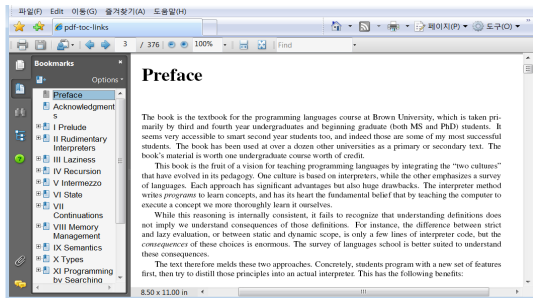 파일(F) Edit 이동(G) 즐겨찾기(A) 도움말(H)
pdf-toc-links
페이지(P) 도구(O)
3 / 376 100% Find
Bookmarks
Options
Preface
Acknowledgment
s
I Prelude
II Rudimentary
Interpreters
III Laziness
IV Recursion
V Intermezzo
VI State
VII
Continuations
VIII Memory
Management
IX Semantics
X Types
XI Programming
by Searching
Preface
The book is the textbook for the programming languages course at Brown University, which is taken pri-
marily by third and fourth year undergraduates and beginning graduate (both MS and PhD) students. It
seems very accessible to smart second year students too, and indeed those are some of my most successful
students. The book has been used at over a dozen other universities as a primary or secondary text. The
book's material is worth one undergraduate course worth of credit.
This book is the fruit of a vision for teaching programming languages by integrating the "two cultures"
that have evolved in its pedagogy. One culture is based on interpreters, while the other emphasizes a survey
of languages. Each approach has significant advantages but also huge drawbacks. The interpreter method
writes programs to learn concepts, and has its heart the fundamental belief that by teaching the computer to
execute a concept we more thoroughly learn it ourselves.
While this reasoning is internally consistent, it fails to recognize that understanding definitions does
not imply we understand consequences of those definitions. For instance, the difference between strict
and lazy evaluation, or between static and dynamic scope, is only a few lines of interpreter code, but the
consequences of these choices is enormous. The survey of languages school is better suited to understand
these consequences.
The text therefore melds these two approaches. Concretely, students program with a new set of features
first, then try to distill those principles into an actual interpreter. This has the following benefits:
8.50 x 11.00 in